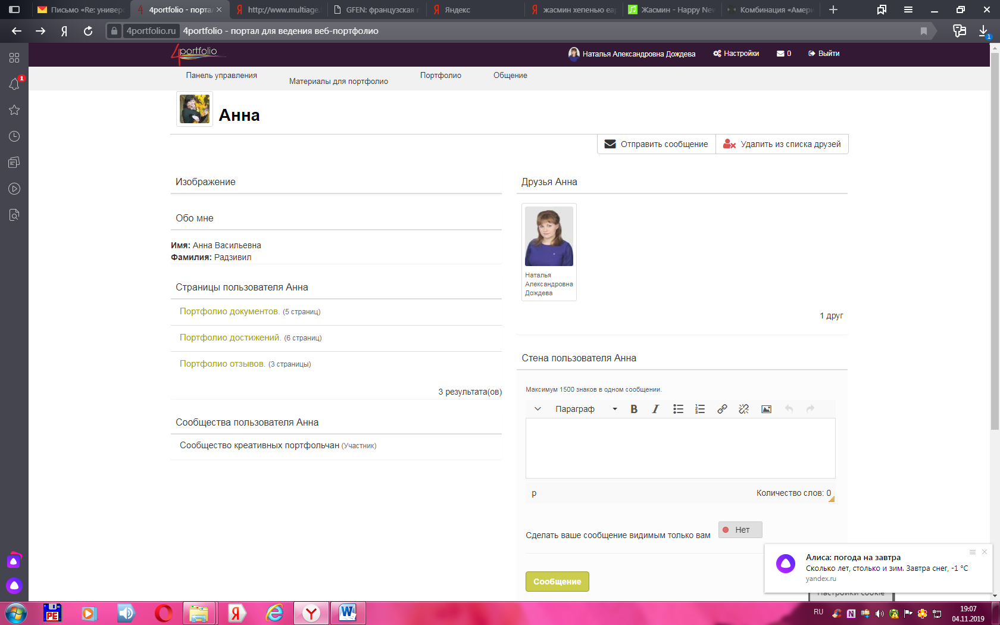 Письмо «Re: универс
4portfolio - порта
http://www.multiage.
GFEN: французская г
Яндекс
жасмин хепенью еар
Жасмин - Happy Nev
Комбинация «Амери
4portfolio.ru
4portfolio - портал для ведения веб-портфолио
1
1
4portfolio
Наталья Александровна Дождева
Настройки
0
Выйти
Панель управления
Материалы для портфолио
Портфолио
Общение
Анна
Отправить сообщение
Удалить из списка друзей
Изображение
Обо мне
Имя: Анна Васильевна
Фамилия: Радзивил
Страницы пользователя Анна
Портфолио документов. (5 страниц)
Портфолио достижений. (6 страниц)
Портфолио отзывов. (3 страницы)
3 результата(ов)
Сообщества пользователя Анна
Сообщество креативных портфольчан (Участник)
Друзья Анна
Наталья
Александровна
Дождева
1 друг
Стена пользователя Анна
Максимум 1500 знаков в одном сообщении.
Параграф
B
I
p
Количество слов: 0
Сделать ваше сообщение видимым только вам
Нет
Сообщение
Алиса: погода на завтра
Сколько лет, столько и зим. Завтра снег, -1 °C
yandex.ru
Настройки cookie
PE
RU
19:07
04.11.2019